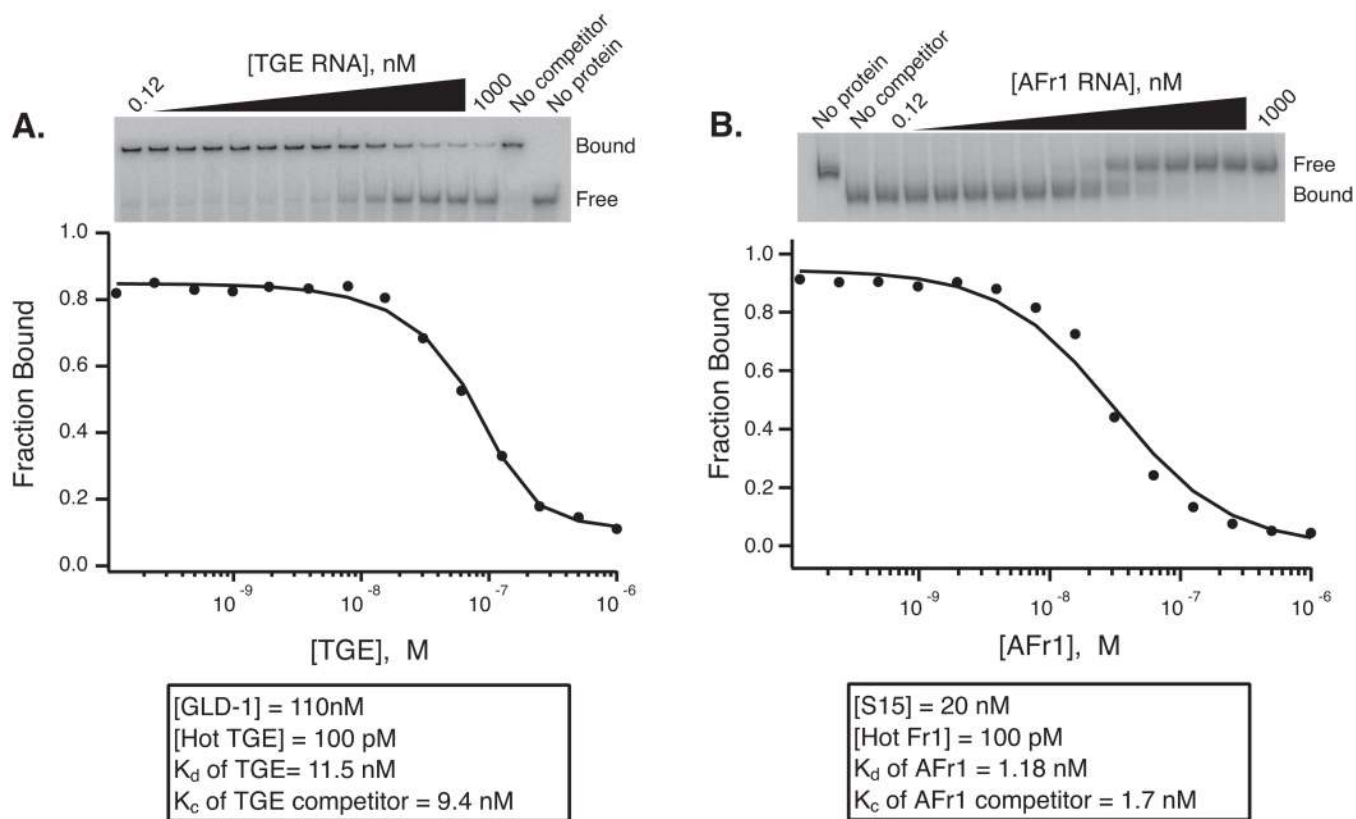 A.
[TGE RNA], nM
0.12
1000
No competitor
No protein
Bound
Free
Fraction Bound
1.0
0.8
0.6
0.4
0.2
0.0
10-9
10-8
10-7
10-6
[TGE], M
[GLD-1] = 110nM
[Hot TGE] = 100 pM
Kd of TGE= 11.5 nM
Kc of TGE competitor = 9.4 nM
B.
No protein
No competitor
0.12
[AFr1 RNA], nM
1000
Free
Bound
Fraction Bound
1.0
0.8
0.6
0.4
0.2
0.0
10-9
10-8
10-7
10-6
[AFr1], M
[S15] = 20 nM
[Hot Fr1] = 100 pM
Kd of AFr1 = 1.18 nM
Kc of AFr1 competitor = 1.7 nM